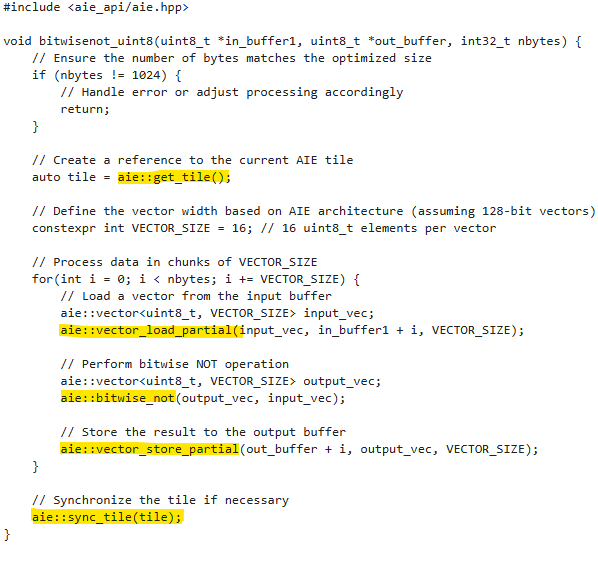 #include <aie_api/aie.hpp>
void bitwisenot_uint8(uint8_t *in_buffer1, uint8_t *out_buffer, int32_t nbytes) {
    // Ensure the number of bytes matches the optimized size
    if (nbytes != 1024) {
        // Handle error or adjust processing accordingly
        return;
    }
    // Create a reference to the current AIE tile
    auto tile = aie::get_tile();
    // Define the vector width based on AIE architecture (assuming 128-bit vectors)
    constexpr int VECTOR_SIZE = 16; // 16 uint8_t elements per vector
    // Process data in chunks of VECTOR_SIZE
    for(int i = 0; i < nbytes; i += VECTOR_SIZE) {
        // Load a vector from the input buffer
        aie::vector<uint8_t, VECTOR_SIZE> input_vec;
        aie::vector_load_partial(input_vec, in_buffer1 + i, VECTOR_SIZE);
        // Perform bitwise NOT operation
        aie::vector<uint8_t, VECTOR_SIZE> output_vec;
        aie::bitwise_not(output_vec, input_vec);
        // Store the result to the output buffer
        aie::vector_store_partial(out_buffer + i, output_vec, VECTOR_SIZE);
    }
    // Synchronize the tile if necessary
    aie::sync_tile(tile);
}